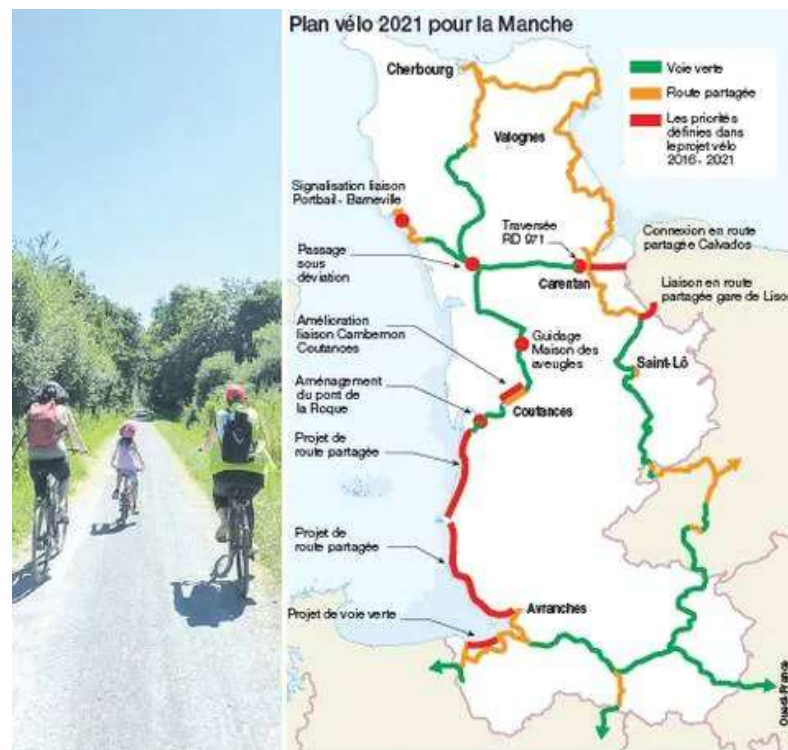 Plan vélo 2021 pour la Manche
Cherbourg
Voie verte
Route partagée
Les priorités
définies dans
le projet vélo
2016 - 2021
Valognes
Signalisation liaison
Portbail - Barneville
Traversée
RD 971
Connexion en route
partagée Calvados
Passage
sous
déviation
Carentan
Liaison en route
partagée gare de Lison
Amélioration
liaison Cambernon
Coutances
Guidage
Maison des
aveugles
Saint-Lô
Aménagement
du pont de
la Roque
Coutances
Projet de
route partagée
Projet de
route partagée
Avranches
Projet de voie verte
Ouest-France